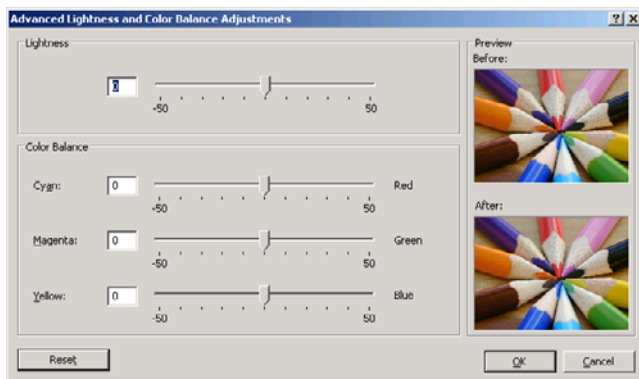 Advanced Lightness and Color Balance Adjustments
Lightness
0
-50 50
Color Balance
Cyan: 0 Red
-50 50
Magenta: 0 Green
-50 50
Yellow: 0 Blue
-50 50
Preview
Before:
After:
Reset OK Cancel